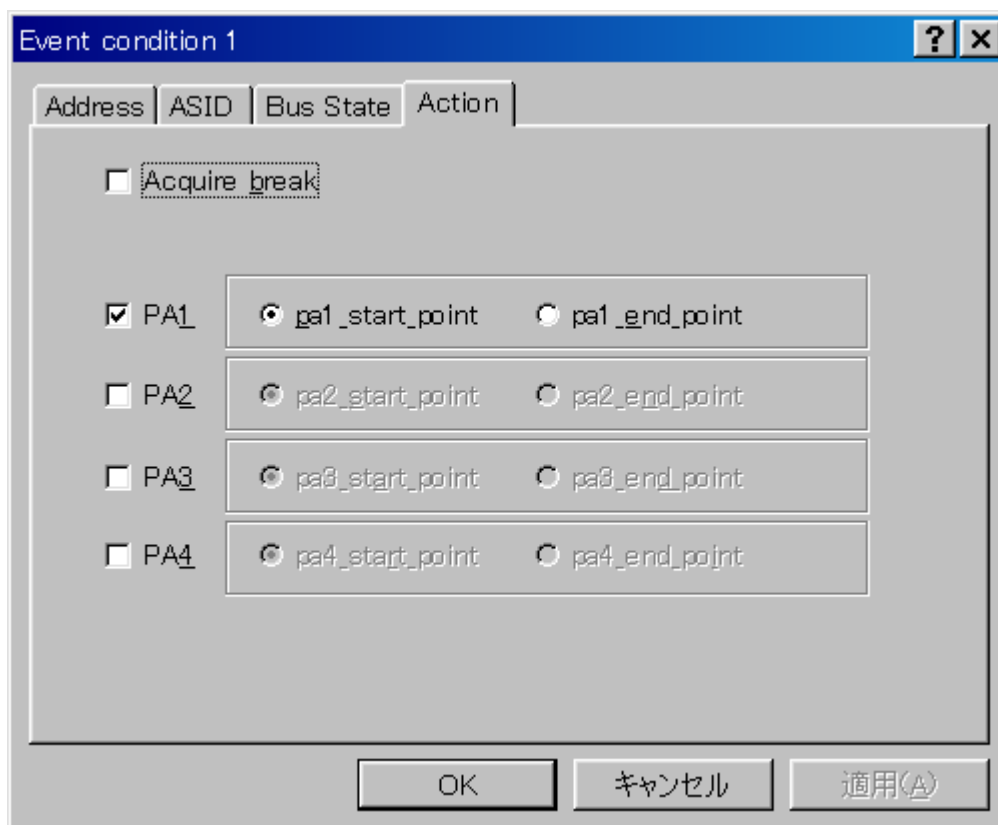 Event condition 1
Address ASID Bus State Action
Acquire break
PA1 pa1_start_point pa1_end_point
PA2 pa2_start_point pa2_end_point
PA3 pa3_start_point pa3_end_point
PA4 pa4_start_point pa4_end_point
OK キャンセル 適用(A)